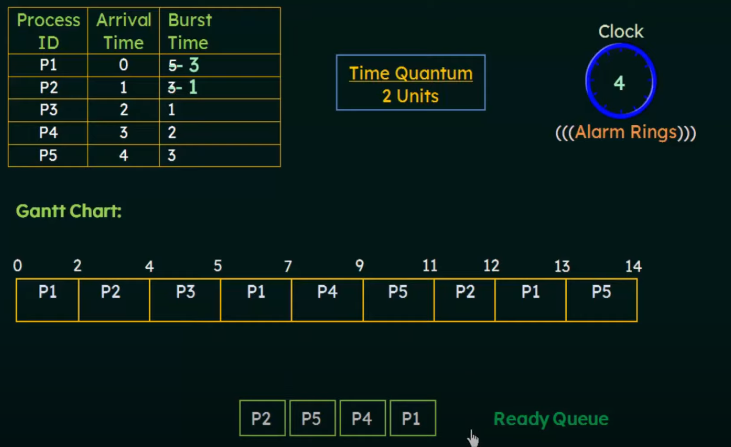 Process ID Arrival Time Burst Time
P1 0 5- 3
P2 1 3- 1
P3 2 1
P4 3 2
P5 4 3
Time Quantum
2 Units
Clock
4
(((Alarm Rings)))
Gantt Chart:
0 2 4 5 7 9 11 12 13 14
P1 P2 P3 P1 P4 P5 P2 P1 P5
P2 P5 P4 P1 Ready Queue